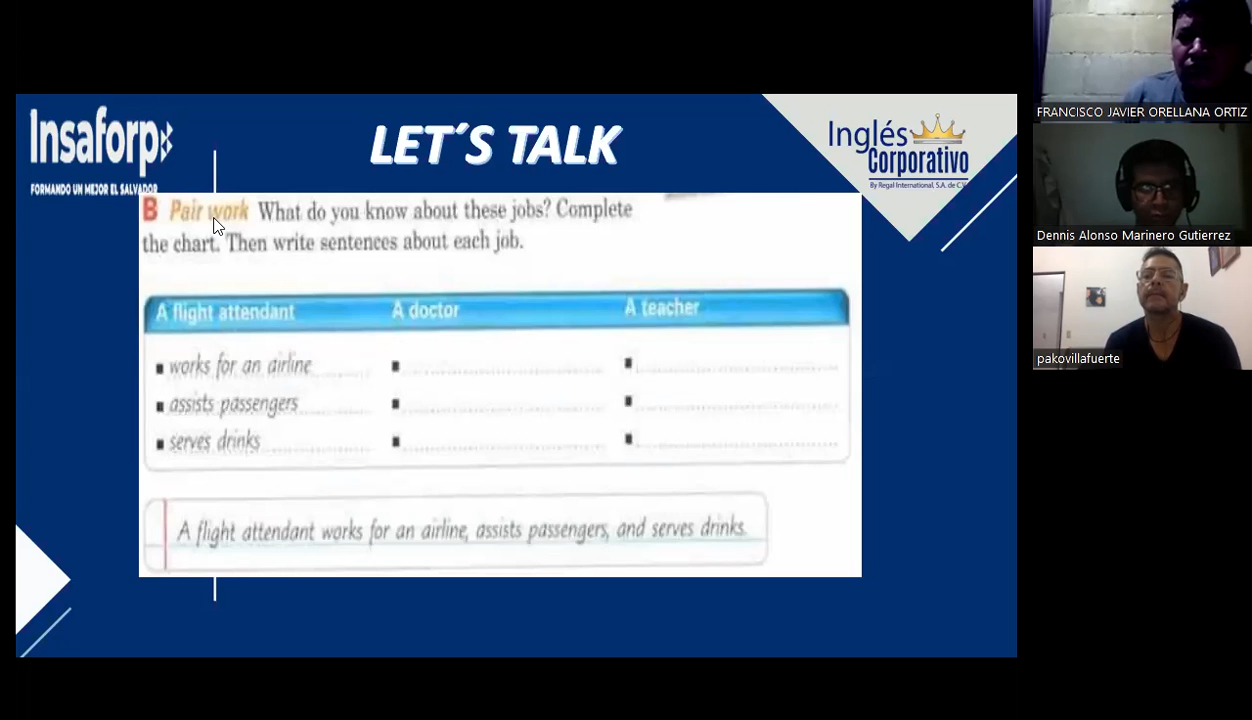 Insaforp
FORMANDO UN MEJOR EL SALVADOR
LET´S TALK
Inglés
Corporativo
By Regal International, S.A. de C.V.
B Pair work What do you know about these jobs? Complete
the chart. Then write sentences about each job.
A flight attendant A doctor A teacher
works for an airline
assists passengers
serves drinks
A flight attendant works for an airline, assists passengers, and serves drinks.
FRANCISCO JAVIER ORELLANA ORTIZ
Dennis Alonso Marinero Gutierrez
pakovillafuerte